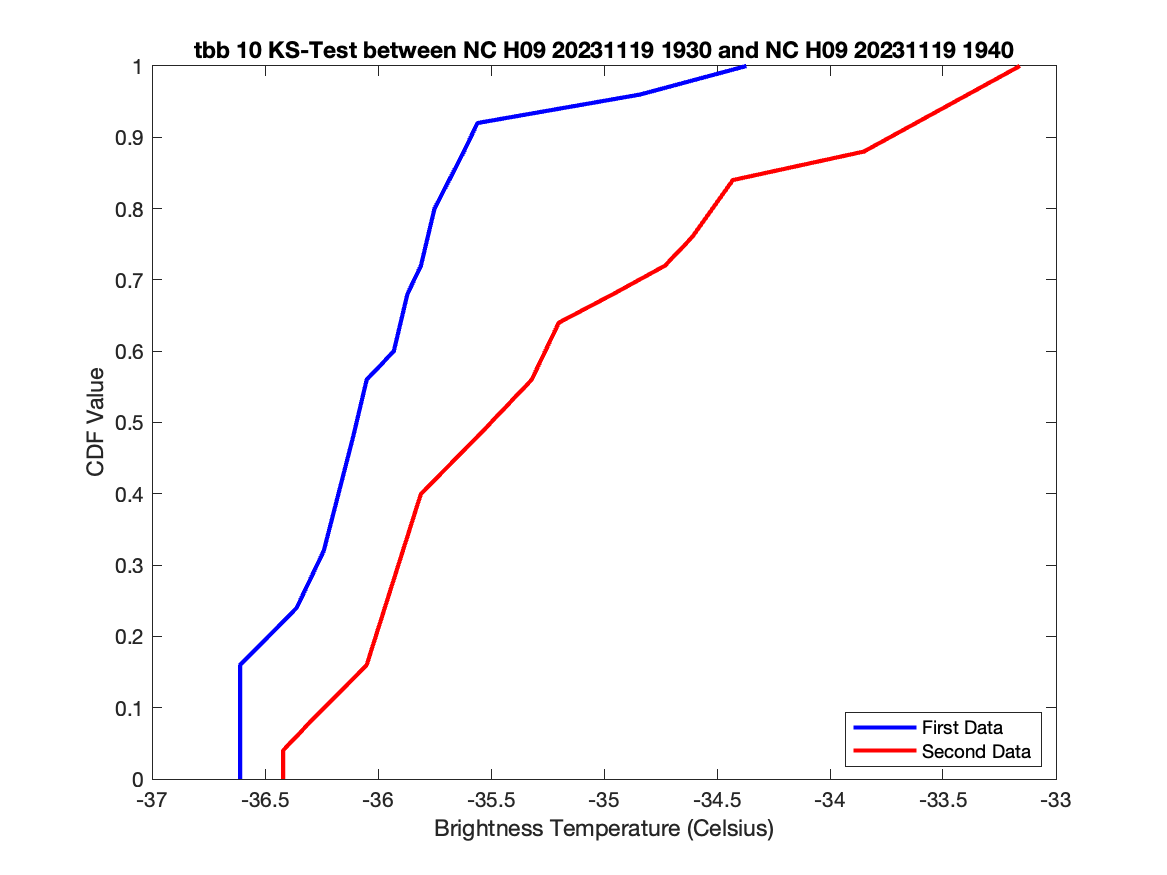 tbb 10 KS-Test between NC H09 20231119 1930 and NC H09 20231119 1940
1
0.9
0.8
0.7
0.6
0.5
0.4
0.3
0.2
0.1
0
CDF Value
First Data
Second Data
-37 -36.5 -36 -35.5 -35 -34.5 -34 -33.5 -33
Brightness Temperature (Celsius)